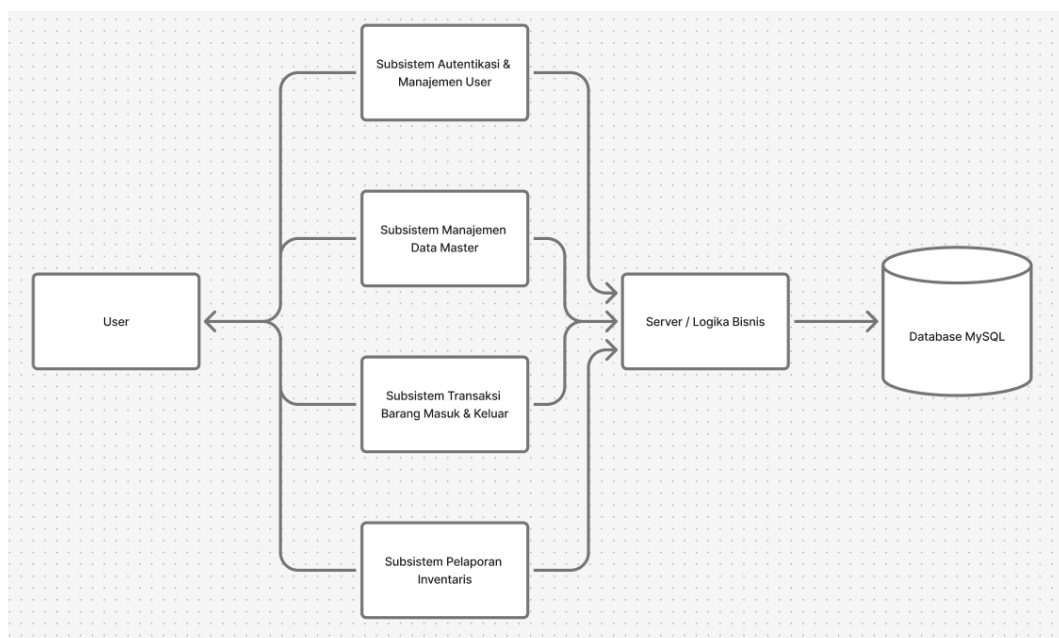 Subsistem Autentikasi &
Manajemen User
Subsistem Manajemen
Data Master
User
Server / Logika Bisnis
Database MySQL
Subsistem Transaksi
Barang Masuk & Keluar
Subsistem Pelaporan
Inventaris